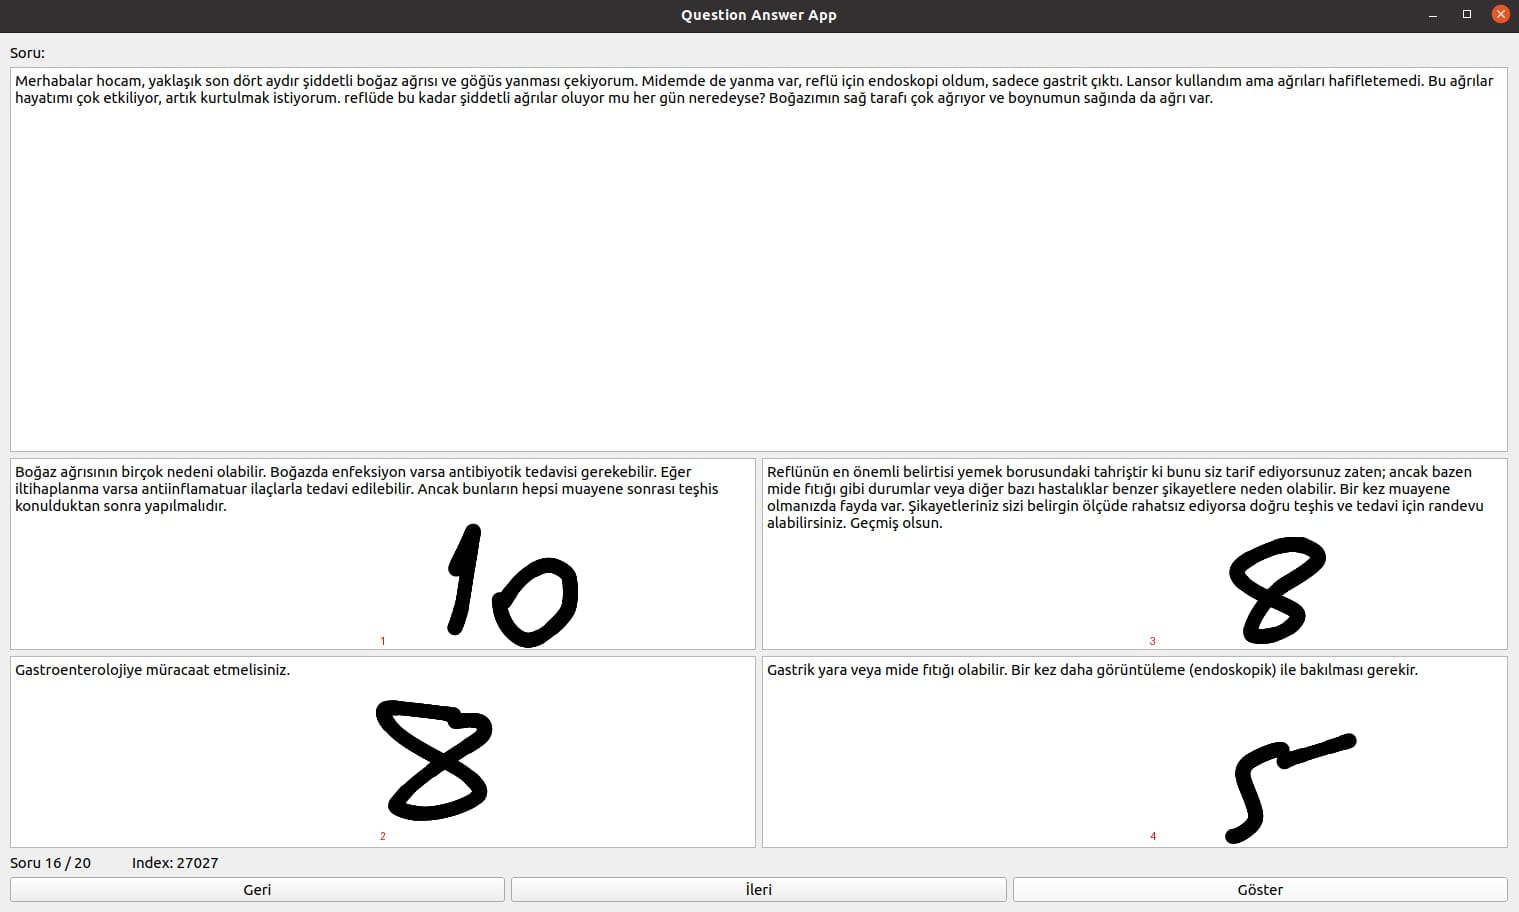 Question Answer App
Soru:
Merhabalar hocam, yaklaşık son dört aydır şiddetli boğaz ağrısı ve göğüs yanması çekiyorum. Midemde de yanma var, reflü için endoskopi oldum, sadece gastrit çıktı. Lansor kullandım ama ağrıları hafifletemedi. Bu ağrılar
hayatımı çok etkiliyor, artık kurtulmak istiyorum. reflüde bu kadar şiddetli ağrılar oluyor mu her gün neredeyse? Boğazımın sağ tarafı çok ağrıyor ve boynumun sağında da ağrı var.
Boğaz ağrısının birçok nedeni olabilir. Boğazda enfeksiyon varsa antibiyotik tedavisi gerekebilir. Eğer
iltihaplanma varsa antiinflamatuar ilaçlarla tedavi edilebilir. Ancak bunların hepsi muayene sonrası teşhis
konulduktan sonra yapılmalıdır.
10
1
Reflünün en önemli belirtisi yemek borusundaki tahriştir ki bunu siz tarif ediyorsunuz zaten; ancak bazen
mide fıtığı gibi durumlar veya diğer bazı hastalıklar benzer şikayetlere neden olabilir. Bir kez muayene
olmanızda fayda var. Şikayetleriniz sizi belirgin ölçüde rahatsız ediyorsa doğru teşhis ve tedavi için randevu
alabilirsiniz. Geçmiş olsun.
8
3
Gastroenterolojiye müracaat etmelisiniz.
8
2
Gastrik yara veya mide fıtığı olabilir. Bir kez daha görüntüleme (endoskopik) ile bakılması gerekir.
5
4
Soru 16 / 20 Index: 27027
Geri İleri Göster